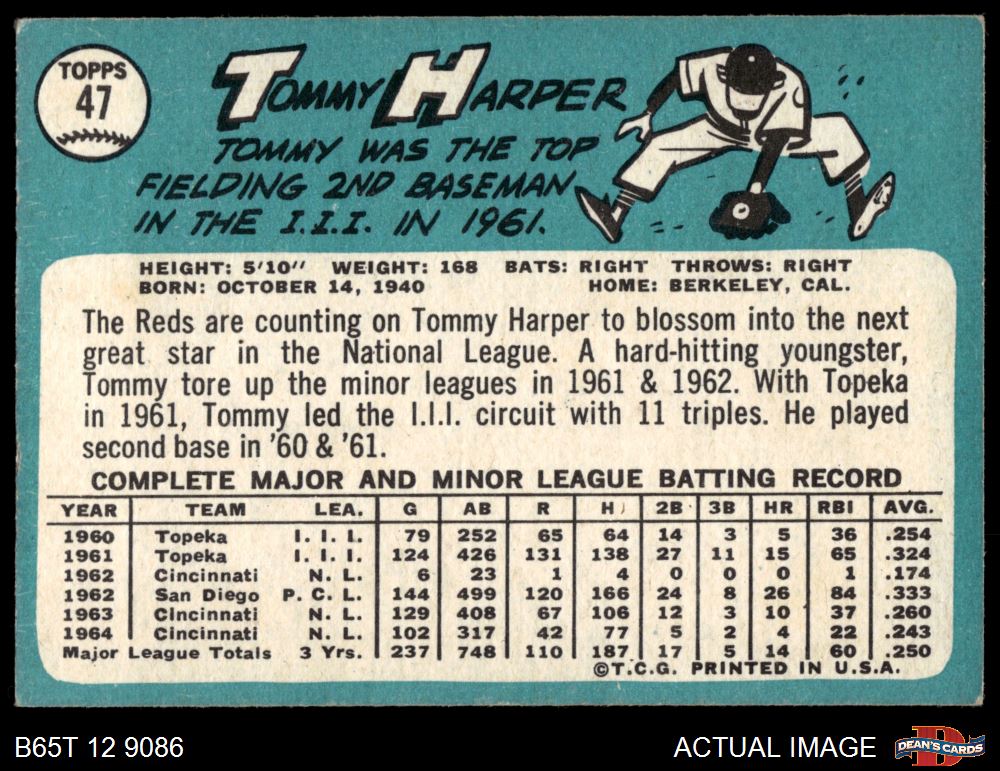 TOPPS
47
TOMMY HARPER
TOMMY WAS THE TOP
FIELDING 2ND BASEMAN
IN THE I.I.I. IN 1961.
HEIGHT: 5'10" WEIGHT: 168 BATS: RIGHT THROWS: RIGHT
BORN: OCTOBER 14, 1940 HOME: BERKELEY, CAL.
The Reds are counting on Tommy Harper to blossom into the next
great star in the National League. A hard-hitting youngster,
Tommy tore up the minor leagues in 1961 & 1962. With Topeka
in 1961, Tommy led the I.I.I. circuit with 11 triples. He played
second base in '60 & '61.
COMPLETE MAJOR AND MINOR LEAGUE BATTING RECORD
YEAR TEAM LEA. G AB R H 2B 3B HR RBI AVG.
1960 Topeka I. I. I. 79 252 65 64 14 3 5 36 .254
1961 Topeka I. I. I. 124 426 131 138 27 11 15 65 .324
1962 Cincinnati N. L. 6 23 1 4 0 0 0 1 .174
1962 San Diego P. C. L. 144 499 120 166 24 8 26 84 .333
1963 Cincinnati N. L. 129 408 67 106 12 3 10 37 .260
1964 Cincinnati N. L. 102 317 42 77 5 2 4 22 .243
Major League Totals 3 Yrs. 237 748 110 187 17 5 14 60 .250
©T.C.G. PRINTED IN U.S.A.
B65T 12 9086 ACTUAL IMAGE DEAN'S CARDS